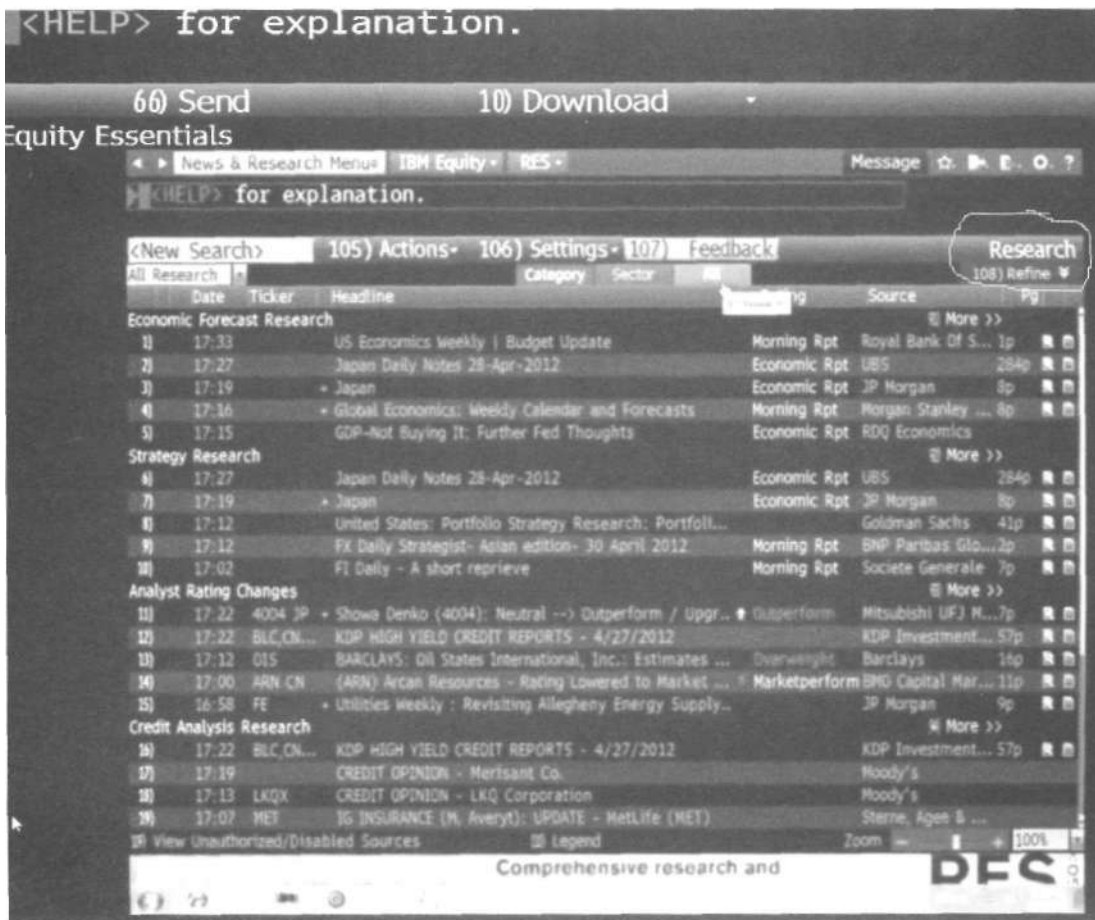 <HELP> for explanation.
66) Send 10) Download
Equity Essentials
News & Research Menu IBM Equity RES Message ?
<HELP> for explanation.
<New Search> 105) Actions 106) Settings 107) Feedback Research
All Research Category Sector All 108) Refine
Date Ticker Headline Source Pg
Economic Forecast Research More >>
1) 17:33 US Economics Weekly | Budget Update Morning Rpt Royal Bank Of S... 1p
2) 17:27 Japan Daily Notes 28-Apr-2012 Economic Rpt UBS 284p
3) 17:19 Japan Economic Rpt JP Morgan 8p
4) 17:16 Global Economics: Weekly Calendar and Forecasts Morning Rpt Morgan Stanley ... 8p
5) 17:15 GDP-Not Buying It; Further Fed Thoughts Economic Rpt RDQ Economics
Strategy Research More >>
6) 17:27 Japan Daily Notes 28-Apr-2012 Economic Rpt UBS 284p
7) 17:19 Japan Economic Rpt JP Morgan 8p
8) 17:12 United States: Portfolio Strategy Research: Portfoli... Goldman Sachs 41p
9) 17:12 FX Daily Strategist- Asian edition- 30 April 2012 Morning Rpt BNP Paribas Glo... 2p
10) 17:02 FI Daily - A short reprieve Morning Rpt Societe Generale 7p
Analyst Rating Changes More >>
11) 17:22 4004 JP Showa Denko (4004): Neutral --> Outperform / Upgr.. Outperform Mitsubishi UFJ M... 7p
12) 17:22 BLC,CN... KDP HIGH YIELD CREDIT REPORTS - 4/27/2012 KDP Investment... 57p
13) 17:12 OIS BARCLAYS: Oil States International, Inc.: Estimates ... Overweight Barclays 16p
14) 17:00 ARN CN (ARN) Arcan Resources - Rating Lowered to Market ... Marketperform BMO Capital Mar... 11p
15) 16:58 FE Utilities Weekly : Revisiting Allegheny Energy Supply.. JP Morgan 9p
Credit Analysis Research More >>
16) 17:22 BLC,CN... KDP HIGH YIELD CREDIT REPORTS - 4/27/2012 KDP Investment... 57p
17) 17:19 CREDIT OPINION - Merisant Co. Moody's
18) 17:13 LKQX CREDIT OPINION - LKQ Corporation Moody's
19) 17:07 MET IG INSURANCE (M. Averyt): UPDATE - MetLife (MET) Sterne, Agee & ...
View Unauthorized/Disabled Sources Legend Zoom - + 100%
Comprehensive research and RES